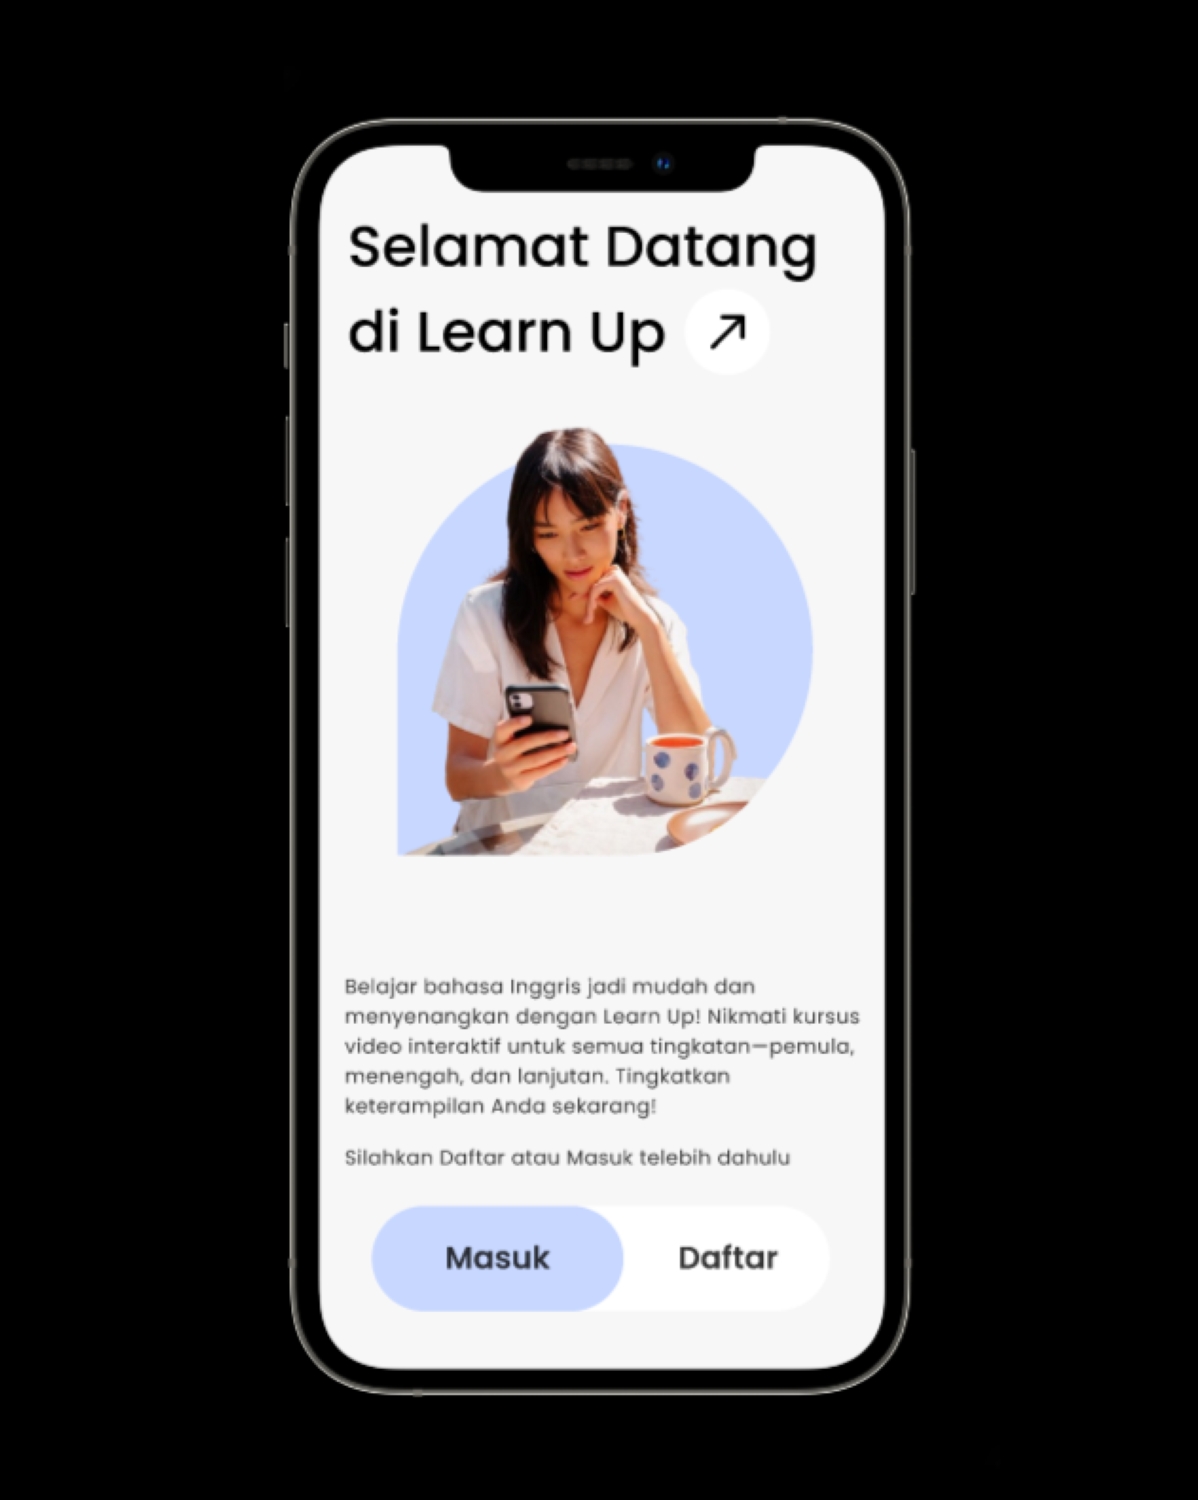 Selamat Datang
di Learn Up
Belajar bahasa Inggris jadi mudah dan
menyenangkan dengan Learn Up! Nikmati kursus
video interaktif untuk semua tingkatan—pemula,
menengah, dan lanjutan. Tingkatkan
keterampilan Anda sekarang!
Silahkan Daftar atau Masuk telebih dahulu
Masuk Daftar